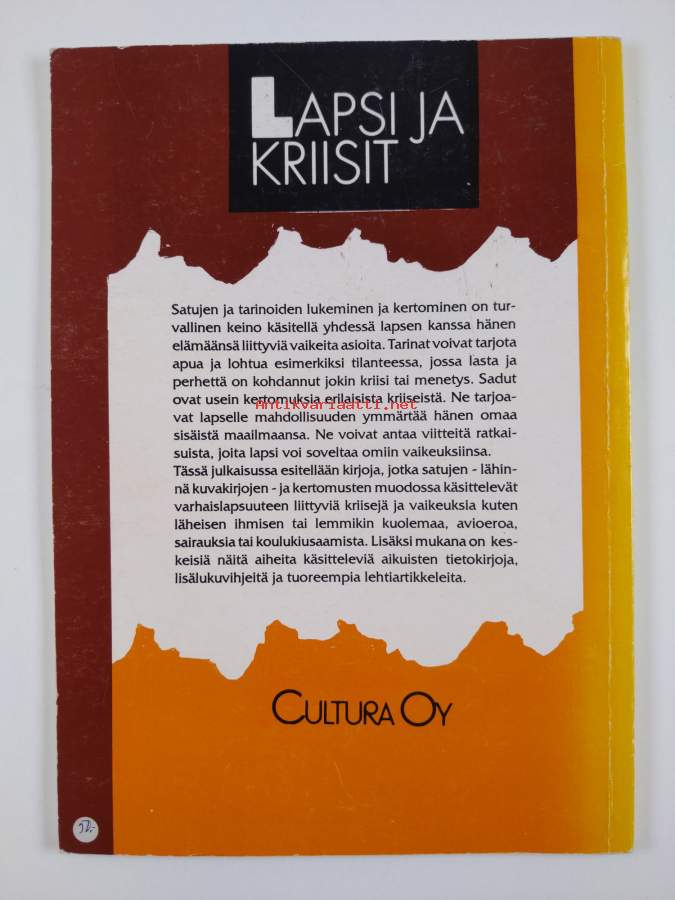 LAPSI JA
KRIISIT
Satujen ja tarinoiden lukeminen ja kertominen on tur-
vallinen keino käsitellä yhdessä lapsen kanssa hänen
elämäänsä liittyviä vaikeita asioita. Tarinat voivat tarjota
apua ja lohtua esimerkiksi tilanteessa, jossa lasta ja
perhettä on kohdannut jokin kriisi tai menetys. Sadut
ovat usein kertomuksia erilaisista kriiseistä. Ne tarjoa-
Antikvariaatti.net
vat lapselle mahdollisuuden ymmärtää hänen omaa
sisäistä maailmaansa. Ne voivat antaa viitteitä ratkai-
suista, joita lapsi voi soveltaa omiin vaikeuksiinsa.
Tässä julkaisussa esitellään kirjoja, jotka satujen - lähin-
nä kuvakirjojen - ja kertomusten muodossa käsittelevät
varhaislapsuuteen liittyviä kriisejä ja vaikeuksia kuten
läheisen ihmisen tai lemmikin kuolemaa, avioeroa,
sairauksia tai koulukiusaamista. Lisäksi mukana on kes-
keisiä näitä aiheita käsitteleviä aikuisten tietokirjoja,
lisälukuvihjeitä ja tuoreempia lehtiartikkeleita.
CULTURA OY